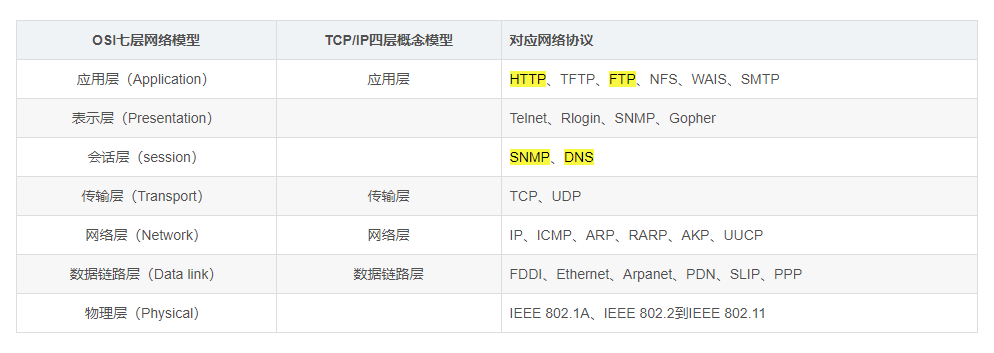 OSI七层网络模型 TCP/IP四层概念模型 对应网络协议
应用层（Application） 应用层 HTTP、TFTP、FTP、NFS、WAIS、SMTP
表示层（Presentation） Telnet、Rlogin、SNMP、Gopher
会话层（session） SNMP、DNS
传输层（Transport） 传输层 TCP、UDP
网络层（Network） 网络层 IP、ICMP、ARP、RARP、AKP、UUCP
数据链路层（Data link） 数据链路层 FDDI、Ethernet、Arpanet、PDN、SLIP、PPP
物理层（Physical） IEEE 802.1A、IEEE 802.2到IEEE 802.11